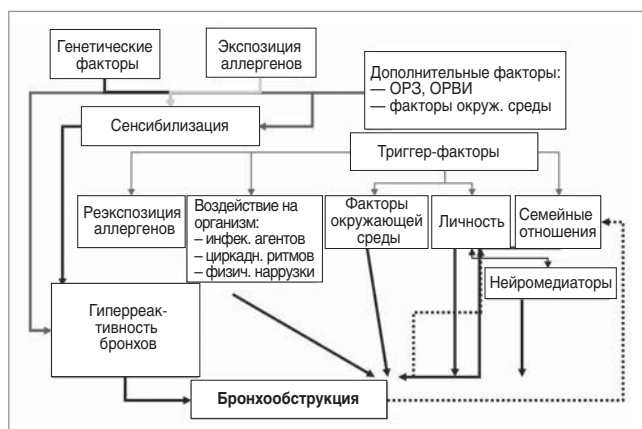 Генетические
факторы
Экспозиция
аллергенов
Дополнительные факторы:
— ОРЗ, ОРВИ
— факторы окруж. среды
Сенсибилизация
Триггер-факторы
Реэкспозиция
аллергенов
Воздействие на
организм:
– инфек. агентов
– циркадн. ритмов
– физич. наррузки
Факторы
окружающей
среды
Личность
Семейные
отношения
Нейромедиаторы
Гиперреак-
тивность
бронхов
Бронхообструкция